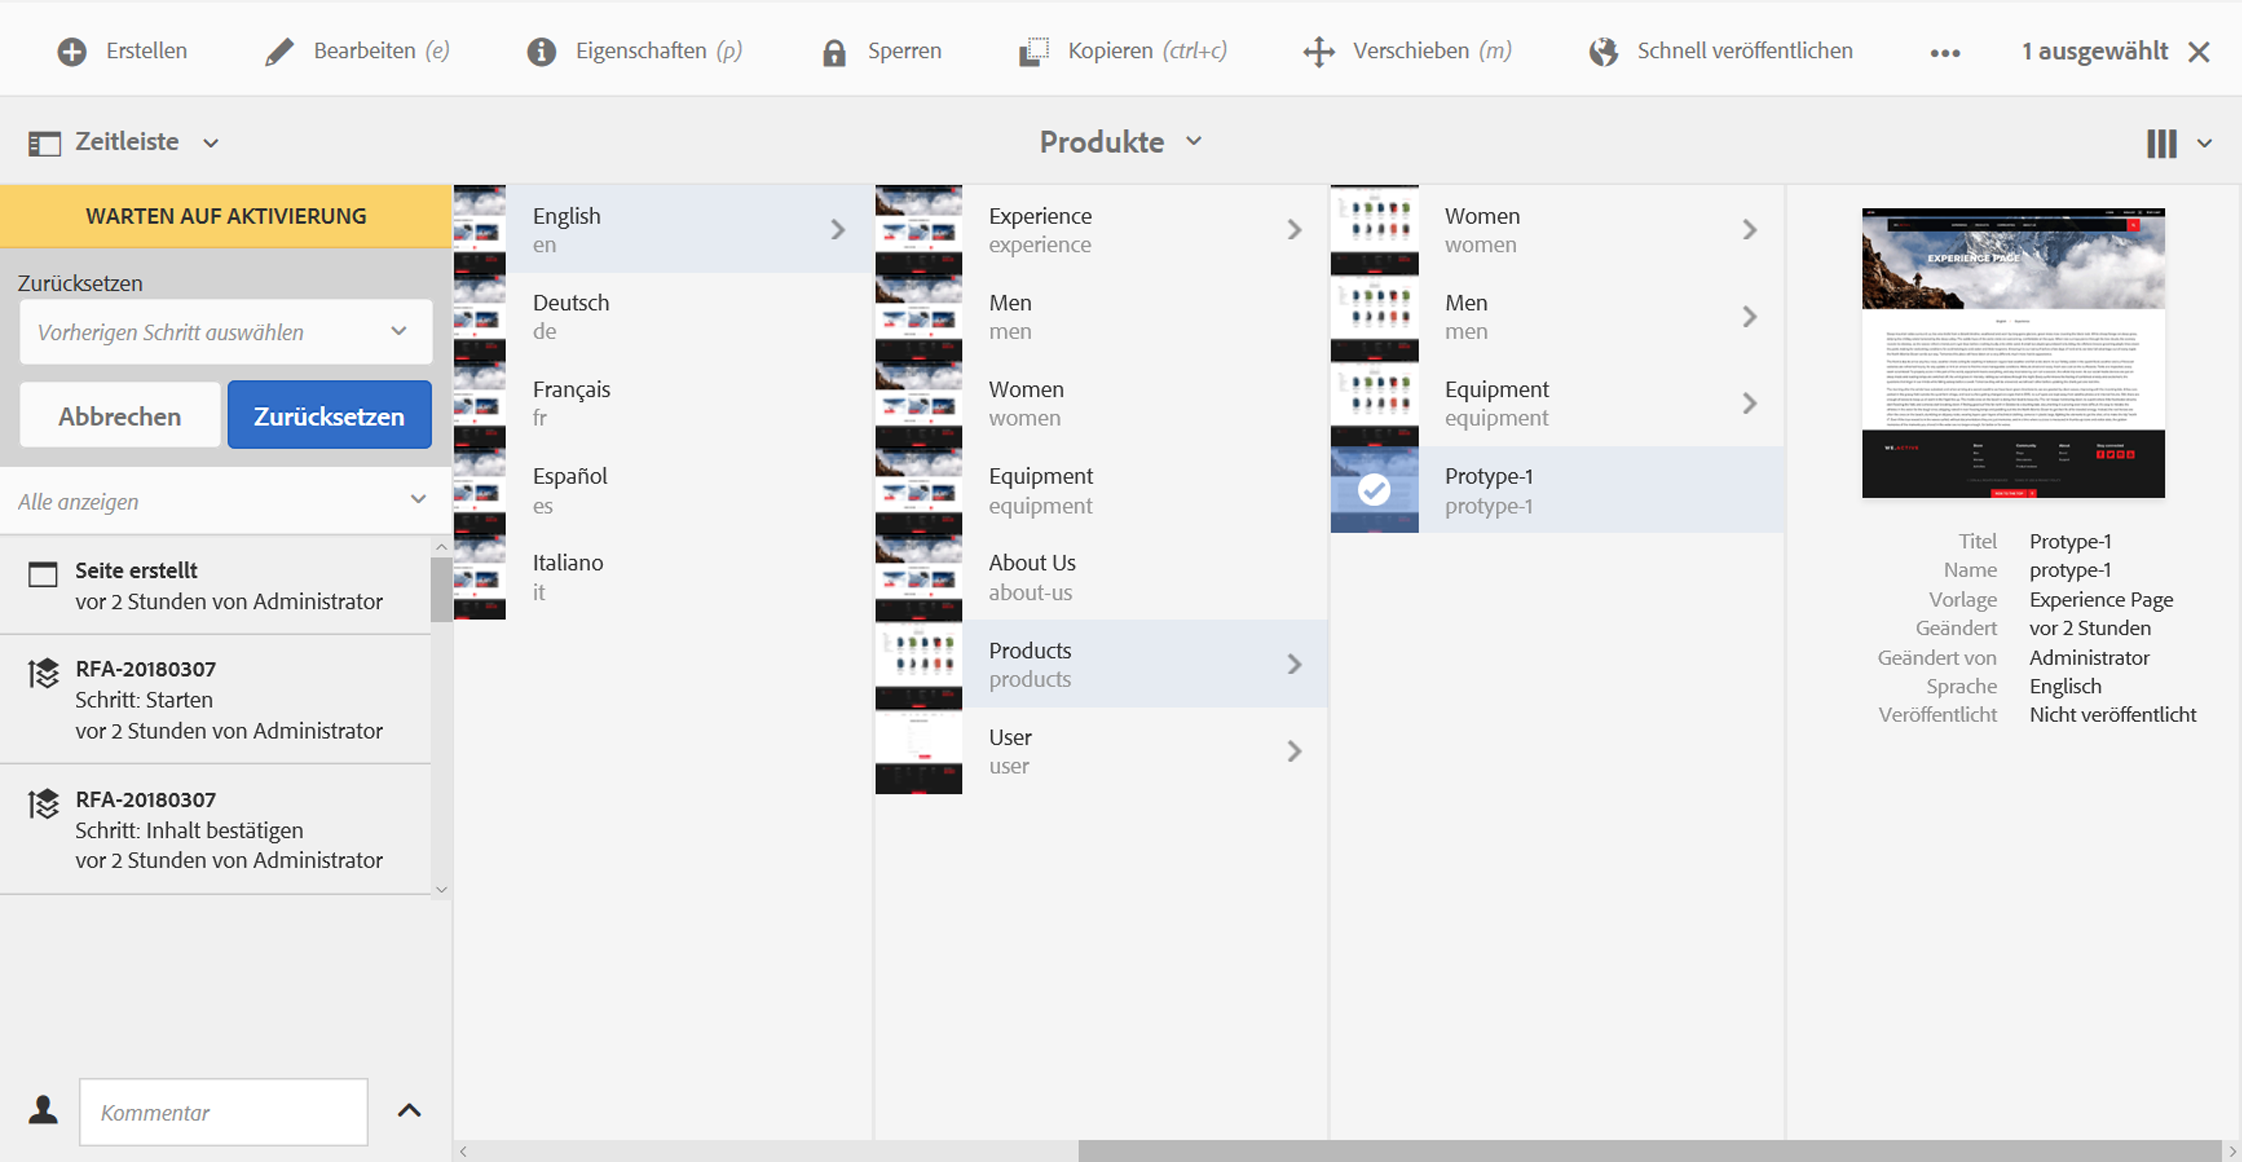 Erstellen
Bearbeiten (e)
Eigenschaften (p)
Sperren
Kopieren (ctrl+c)
Verschieben (m)
Schnell veröffentlichen
1 ausgewählt
Zeitleiste
Produkte
WARTEN AUF AKTIVIERUNG
Zurücksetzen
Vorherigen Schritt auswählen
Abbrechen
Zurücksetzen
Alle anzeigen
Seite erstellt
vor 2 Stunden von Administrator
RFA-20180307
Schritt: Starten
vor 2 Stunden von Administrator
RFA-20180307
Schritt: Inhalt bestätigen
vor 2 Stunden von Administrator
Kommentar
English
en
Deutsch
de
Français
fr
Español
es
Italiano
it
Experience
experience
Men
men
Women
women
Equipment
equipment
About Us
about-us
Products
products
User
user
Women
women
Men
men
Equipment
equipment
Protype-1
protype-1
EXPERIENCE PAGE
Titel Protype-1
Name protype-1
Vorlage Experience Page
Geändert vor 2 Stunden
Geändert von Administrator
Sprache Englisch
Veröffentlicht Nicht veröffentlicht